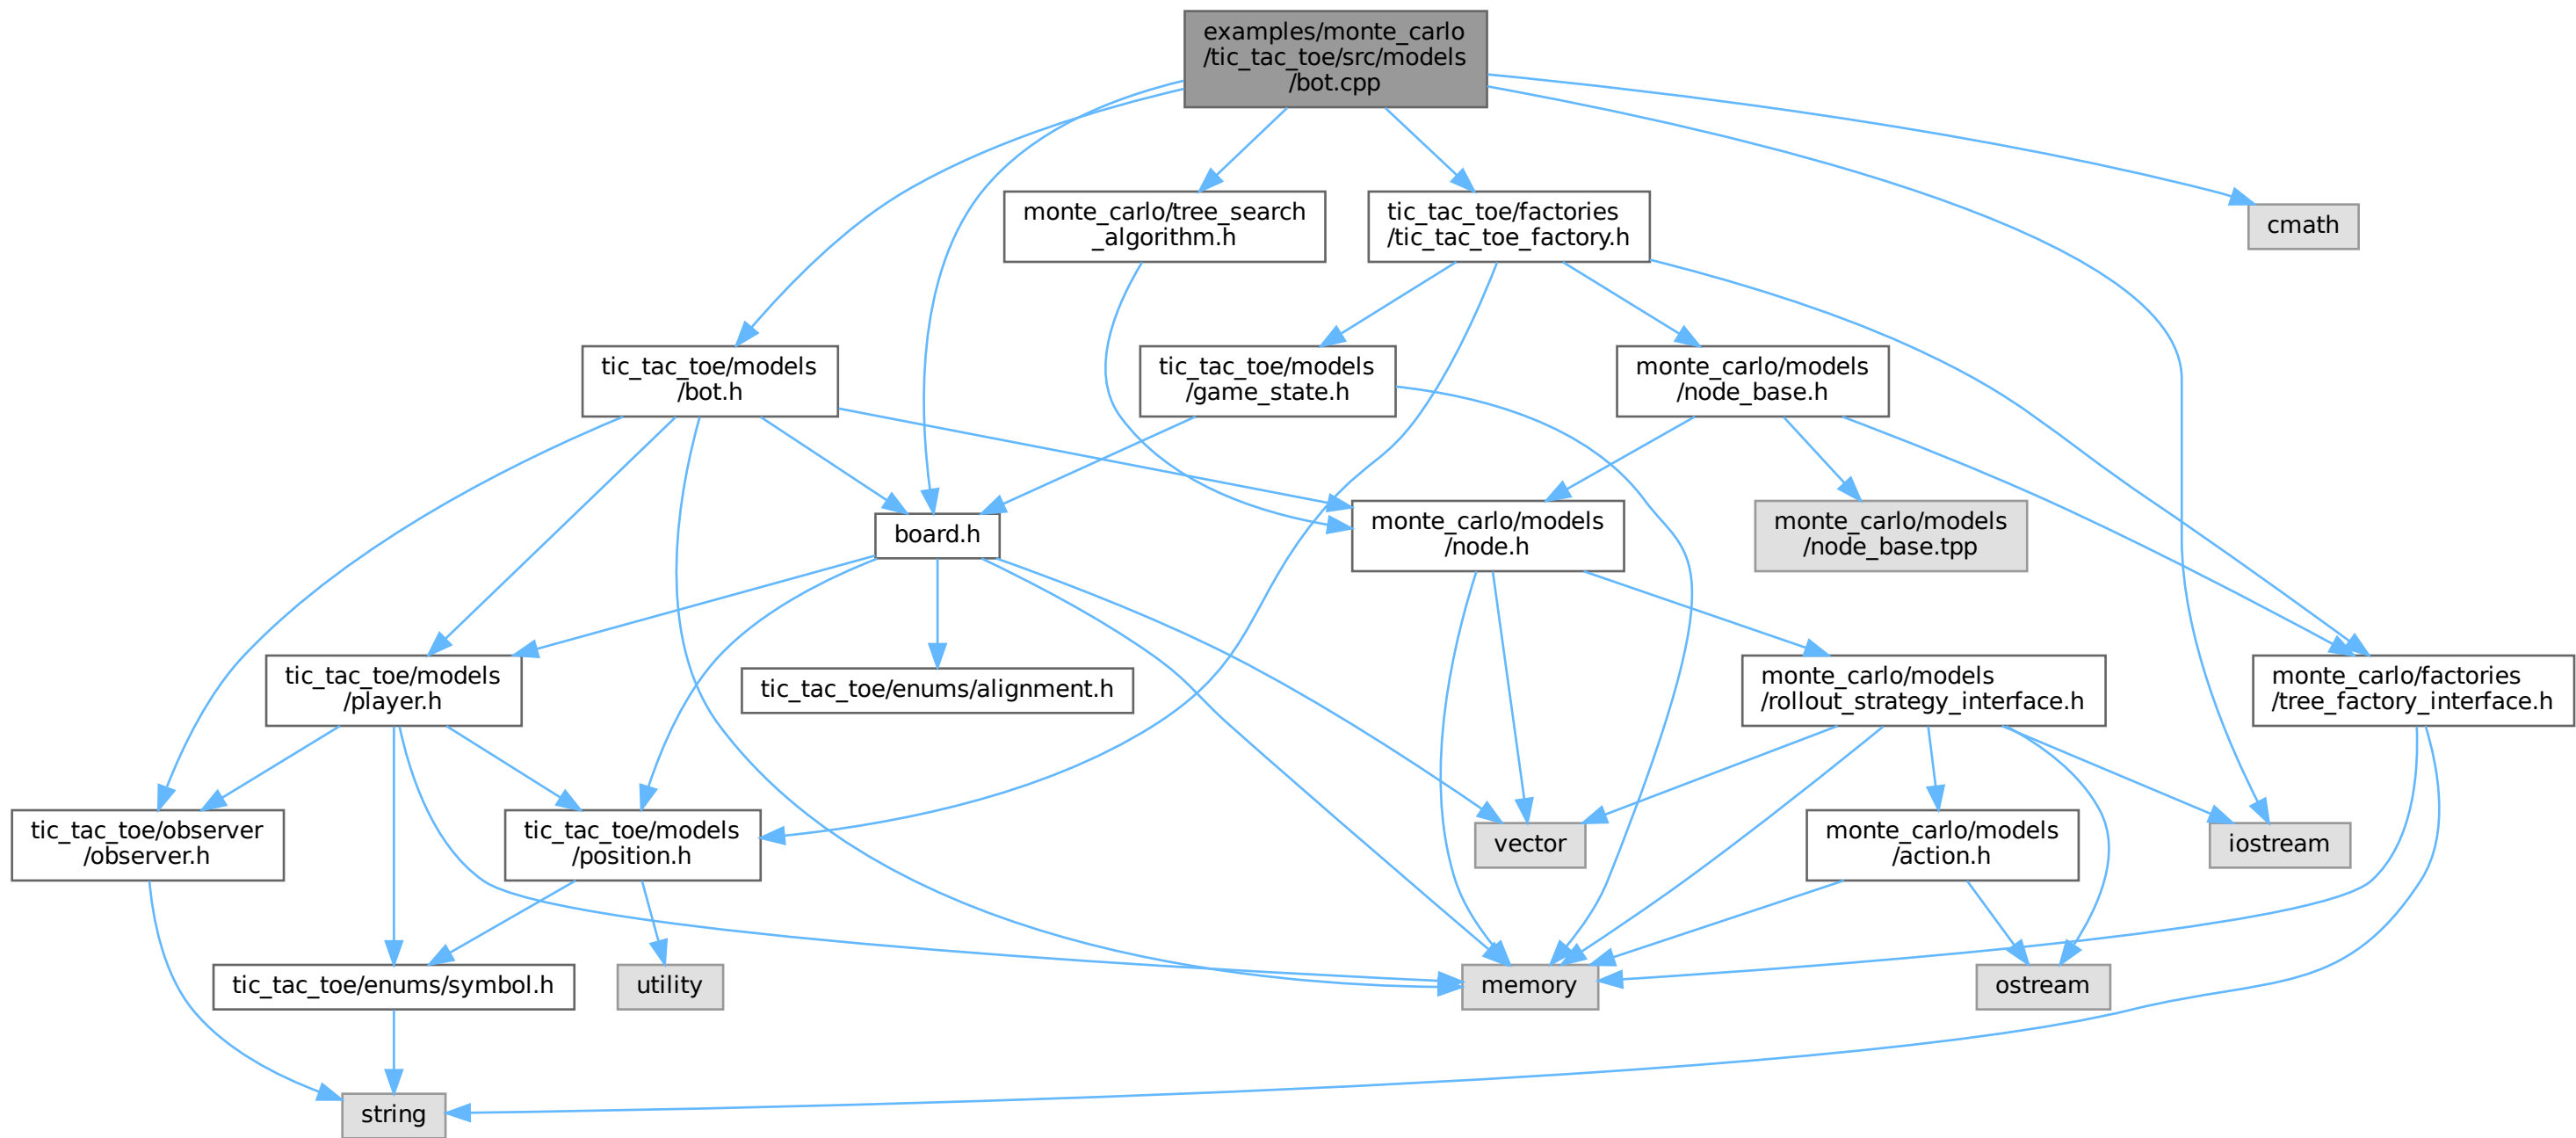 examples/monte_carlo
/tic_tac_toe/src/models
/bot.cpp
monte_carlo/tree_search
_algorithm.h
tic_tac_toe/factories
/tic_tac_toe_factory.h
cmath
tic_tac_toe/models
/bot.h
tic_tac_toe/models
/game_state.h
monte_carlo/models
/node_base.h
board.h
monte_carlo/models
/node.h
monte_carlo/models
/node_base.tpp
tic_tac_toe/models
/player.h
tic_tac_toe/enums/alignment.h
monte_carlo/models
/rollout_strategy_interface.h
monte_carlo/factories
/tree_factory_interface.h
tic_tac_toe/observer
/observer.h
tic_tac_toe/models
/position.h
vector
monte_carlo/models
/action.h
iostream
tic_tac_toe/enums/symbol.h
utility
memory
ostream
string